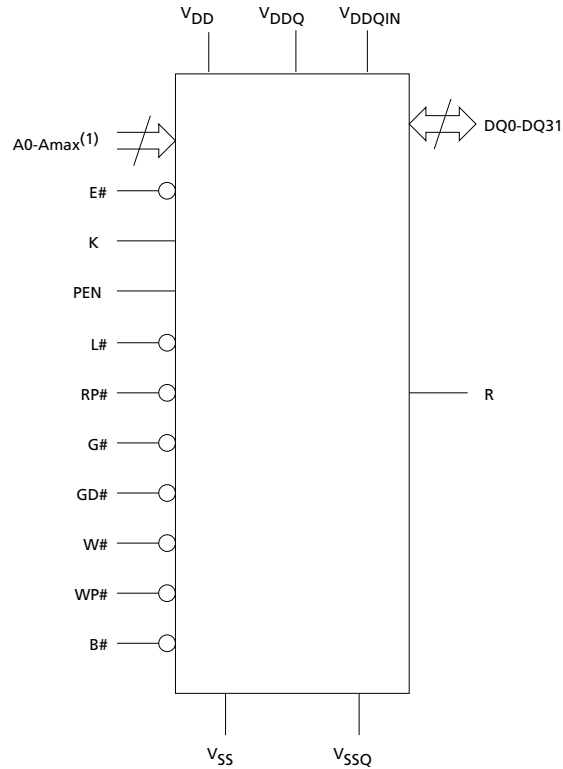 VDD VDDQ VDDQIN
A0-Amax(1)
DQ0-DQ31
E#
K
PEN
L#
RP#
R
G#
GD#
W#
WP#
B#
VSS VSSQ